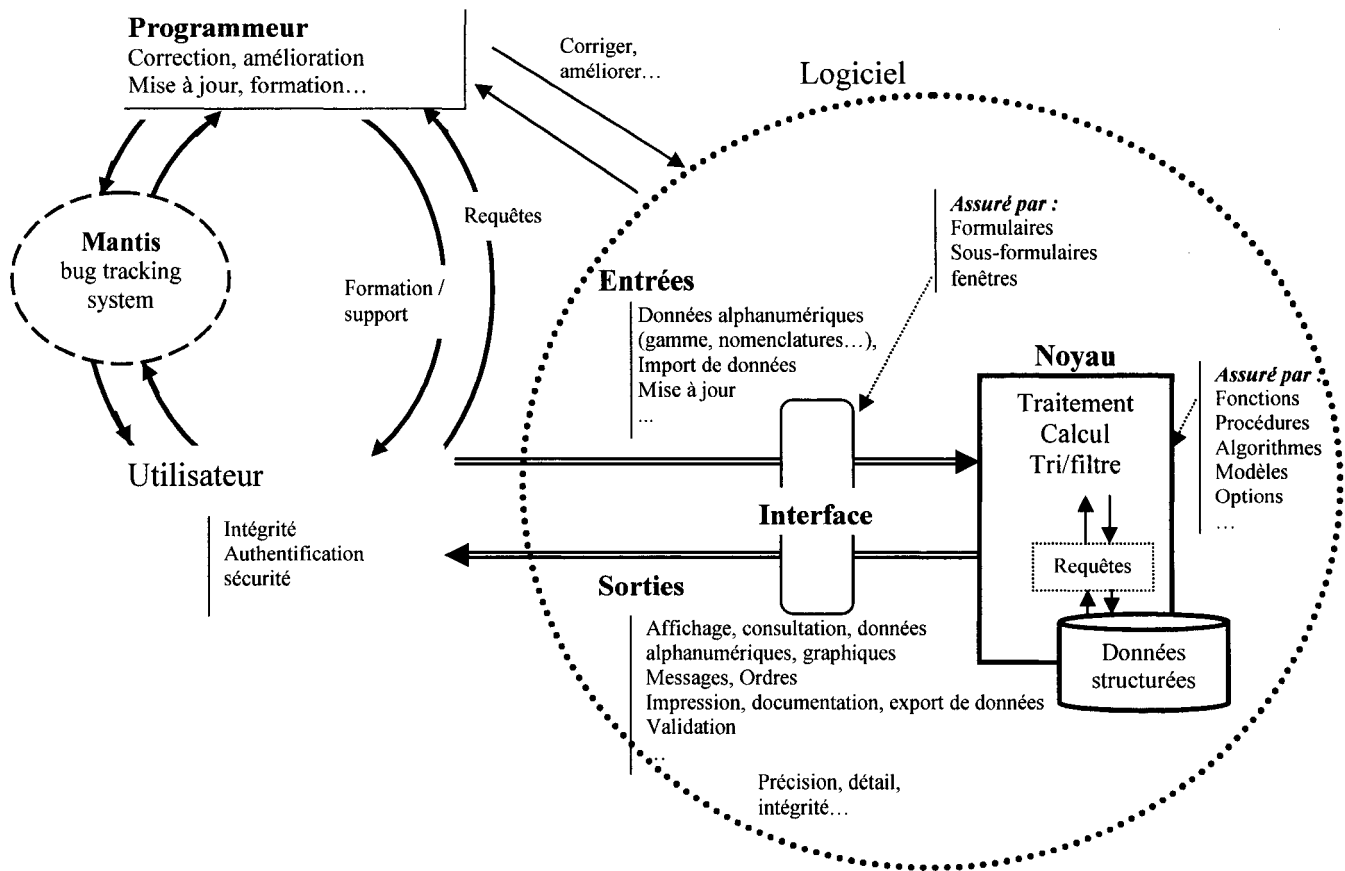 Programmeur
Correction, amélioration
Mise à jour, formation…
Corriger,
améliorer…
Logiciel
Mantis
bug tracking
system
Requêtes
Formation /
support
Utilisateur
Intégrité
Authentification
sécurité
Entrées
Données alphanumériques
(gamme, nomenclatures…),
Import de données
Mise à jour
...
Assuré par :
Formulaires
Sous-formulaires
fenêtres
Interface
Noyau
Traitement
Calcul
Tri/filtre
Requêtes
Données
structurées
Assuré par :
Fonctions
Procédures
Algorithmes
Modèles
Options
…
Sorties
Affichage, consultation, données
alphanumériques, graphiques
Messages, Ordres
Impression, documentation, export de données
Validation
…
Précision, détail,
intégrité…